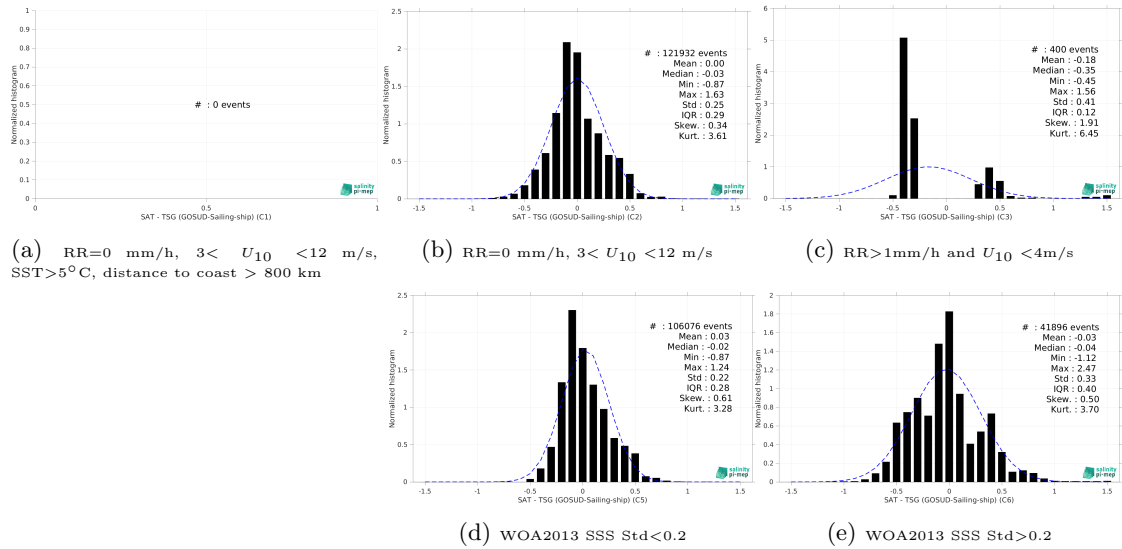 1
0.9
0.8
0.7
0.6
0.5
0.4
0.3
0.2
0.1
0
Normalized histogram
# : 0 events
salinity
pi-mep
0 0.5 1
SAT - TSG (GOSUD-Sailing-ship) (C1)
(a) RR=0 mm/h, 3< U10 <12 m/s,
SST>5°C, distance to coast > 800 km
2.5
2
1.5
1
0.5
0
Normalized histogram
# : 121932 events
Mean : 0.00
Median : -0.03
Min : -0.87
Max : 1.63
Std : 0.25
IQR : 0.29
Skew. : 0.34
Kurt. : 3.61
salinity
pi-mep
-1.5 -1 -0.5 0 0.5 1 1.5
SAT - TSG (GOSUD-Sailing-ship) (C2)
(b) RR=0 mm/h, 3< U10 <12 m/s
6
5
4
3
2
1
0
Normalized histogram
# : 400 events
Mean : -0.18
Median : -0.35
Min : -0.45
Max : 1.56
Std : 0.41
IQR : 0.12
Skew. : 1.91
Kurt. : 6.45
salinity
pi-mep
-1.5 -1 -0.5 0 0.5 1 1.5
SAT - TSG (GOSUD-Sailing-ship) (C3)
(c) RR>1mm/h and U10 <4m/s
2.5
2
1.5
1
0.5
0
Normalized histogram
# : 106076 events
Mean : 0.03
Median : -0.02
Min : -0.87
Max : 1.24
Std : 0.22
IQR : 0.28
Skew. : 0.61
Kurt. : 3.28
salinity
pi-mep
-1.5 -1 -0.5 0 0.5 1 1.5
SAT - TSG (GOSUD-Sailing-ship) (C5)
(d) WOA2013 SSS Std<0.2
2
1.8
1.6
1.4
1.2
1
0.8
0.6
0.4
0.2
0
Normalized histogram
# : 41896 events
Mean : -0.03
Median : -0.04
Min : -1.12
Max : 2.47
Std : 0.33
IQR : 0.40
Skew. : 0.50
Kurt. : 3.70
salinity
pi-mep
-1.5 -1 -0.5 0 0.5 1 1.5
SAT - TSG (GOSUD-Sailing-ship) (C6)
(e) WOA2013 SSS Std>0.2